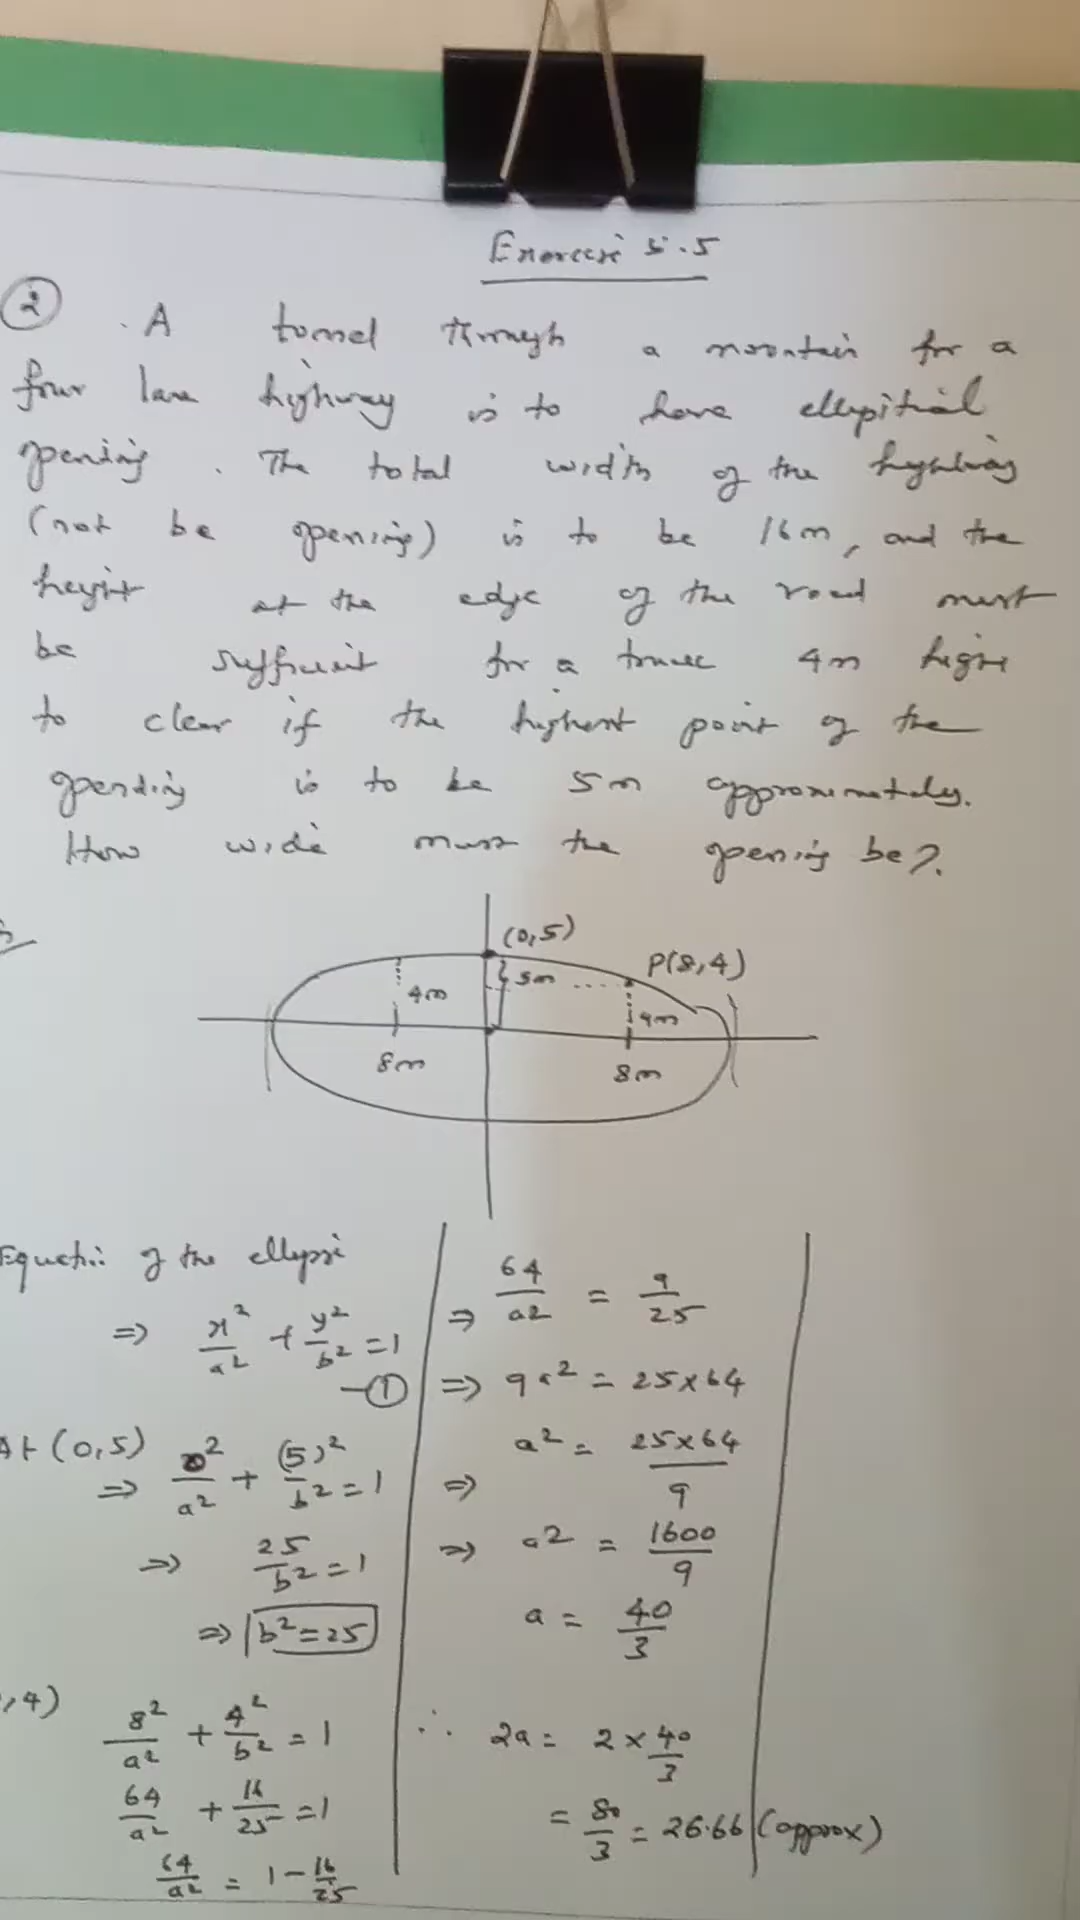 Exercise 5.5
2
A tunnel through a mountain for a
four lane highway is to have elliptical
opening. The total width of the highway
(not be opening) is to be 16m, and the
height at the edge of the road must
be sufficient for a truck 4m high
to clear if the highest point of the
opening is to be 5m approximately.
How wide must the opening be?
(0,5)
P(8,4)
5m
4m
4m
8m
8m
Equation of the ellipse
⇒ x²/a² + y²/b² = 1
—①
At (0,5)
⇒ 0²/a² + (5)²/b² = 1
⇒ 25/b² = 1
⇒ b² = 25
,4)
8²/a² + 4²/b² = 1
64/a² + 16/25 = 1
64/a² = 1 - 16/25
⇒ 64/a² = 9/25
⇒ 9a² = 25×64
⇒ a² = 25×64/9
⇒ a² = 1600/9
a = 40/3
∴ 2a = 2 × 40/3
= 80/3 = 26.66 (approx)